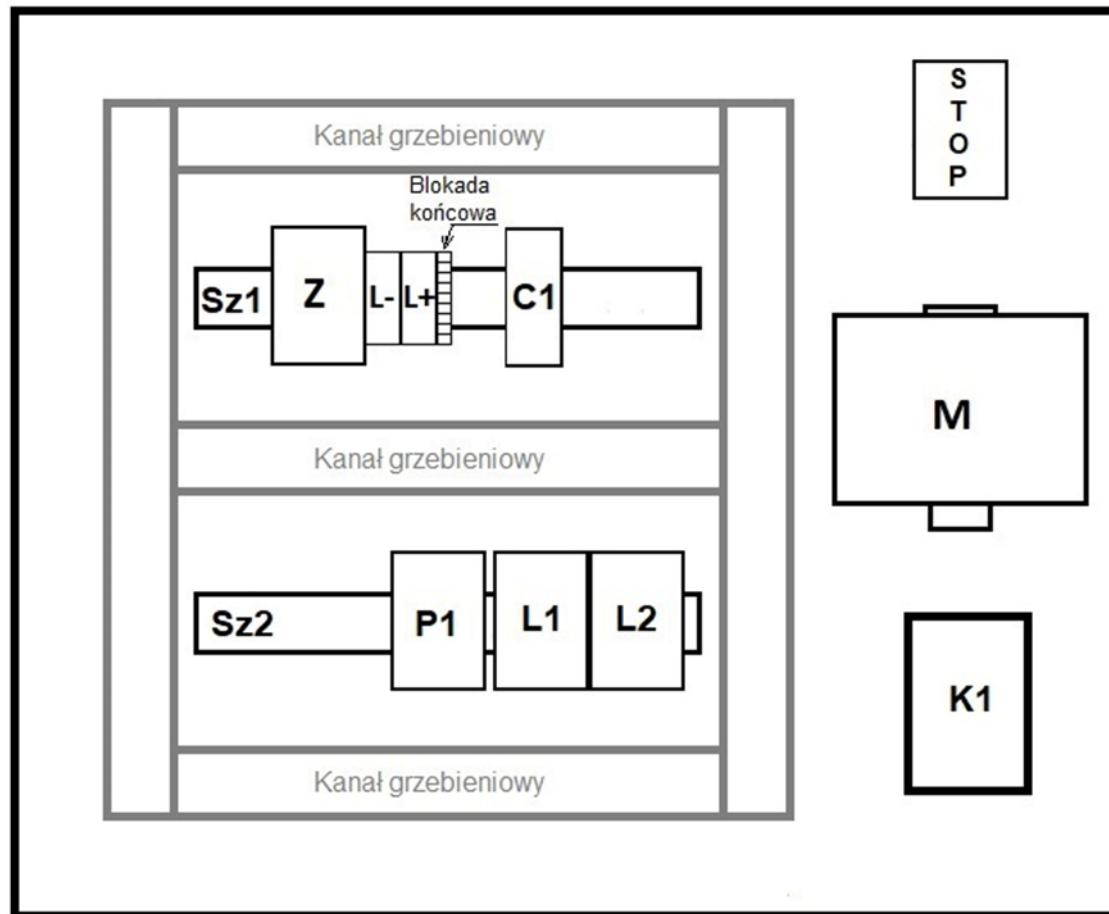 S
T
O
P
Kanał grzebieniowy
Blokada
końcowa
Sz1
Z
L-
L+
C1
M
Kanał grzebieniowy
Sz2
P1
L1
L2
K1
Kanał grzebieniowy